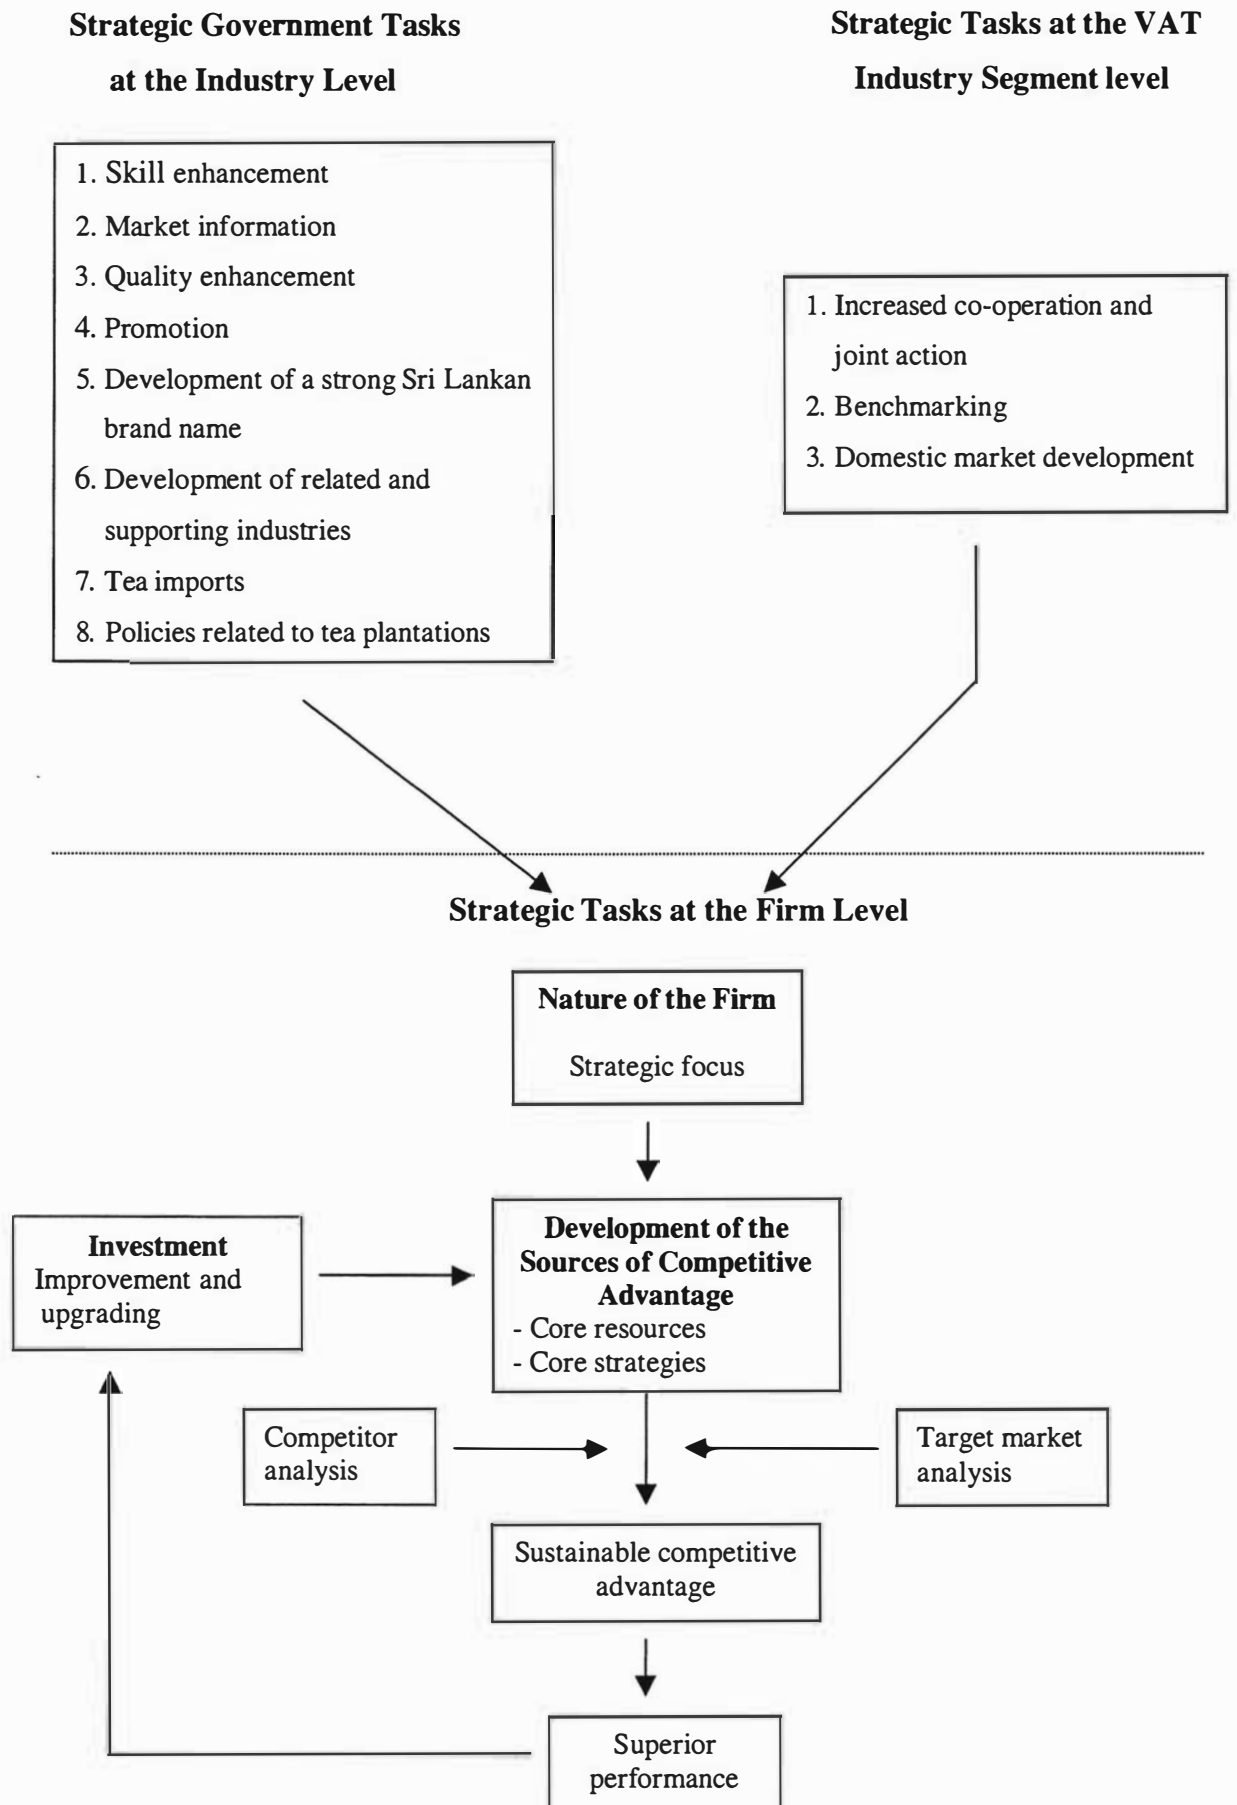 Strategic Government Tasks
at the Industry Level
Strategic Tasks at the VAT
Industry Segment level
1. Skill enhancement
2. Market information
3. Quality enhancement
4. Promotion
5. Development of a strong Sri Lankan
brand name
6. Development of related and
supporting industries
7. Tea imports
8. Policies related to tea plantations
1. Increased co-operation and
joint action
2. Benchmarking
3. Domestic market development
Strategic Tasks at the Firm Level
Nature of the Firm
Strategic focus
Investment
Improvement and
upgrading
Development of the
Sources of Competitive
Advantage
- Core resources
- Core strategies
Competitor
analysis
Target market
analysis
Sustainable competitive
advantage
Superior
performance